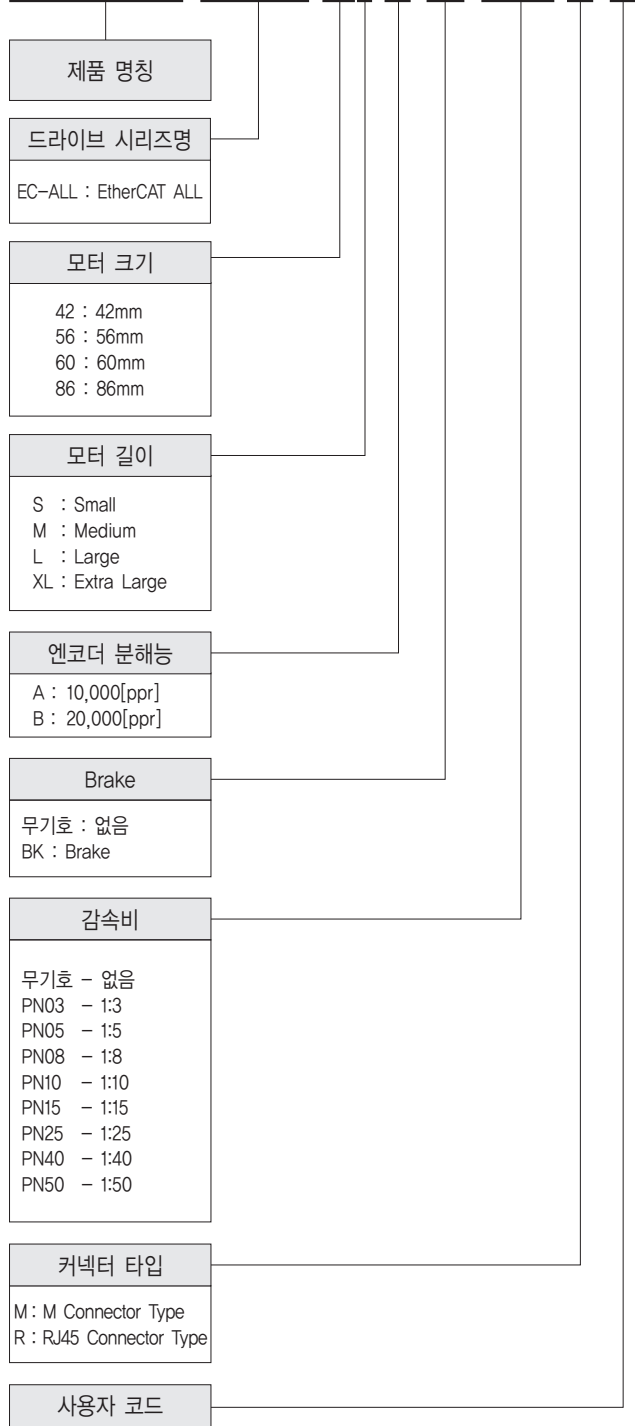 제품 명칭
드라이브 시리즈명
EC-ALL : EtherCAT ALL
모터 크기
42 : 42mm
56 : 56mm
60 : 60mm
86 : 86mm
모터 길이
S : Small
M : Medium
L : Large
XL : Extra Large
엔코더 분해능
A : 10,000[ppr]
B : 20,000[ppr]
Brake
무기호 : 없음
BK : Brake
감속비
무기호 - 없음
PN03 - 1:3
PN05 - 1:5
PN08 - 1:8
PN10 - 1:10
PN15 - 1:15
PN25 - 1:25
PN40 - 1:40
PN50 - 1:50
커넥터 타입
M : M Connector Type
R : RJ45 Connector Type
사용자 코드